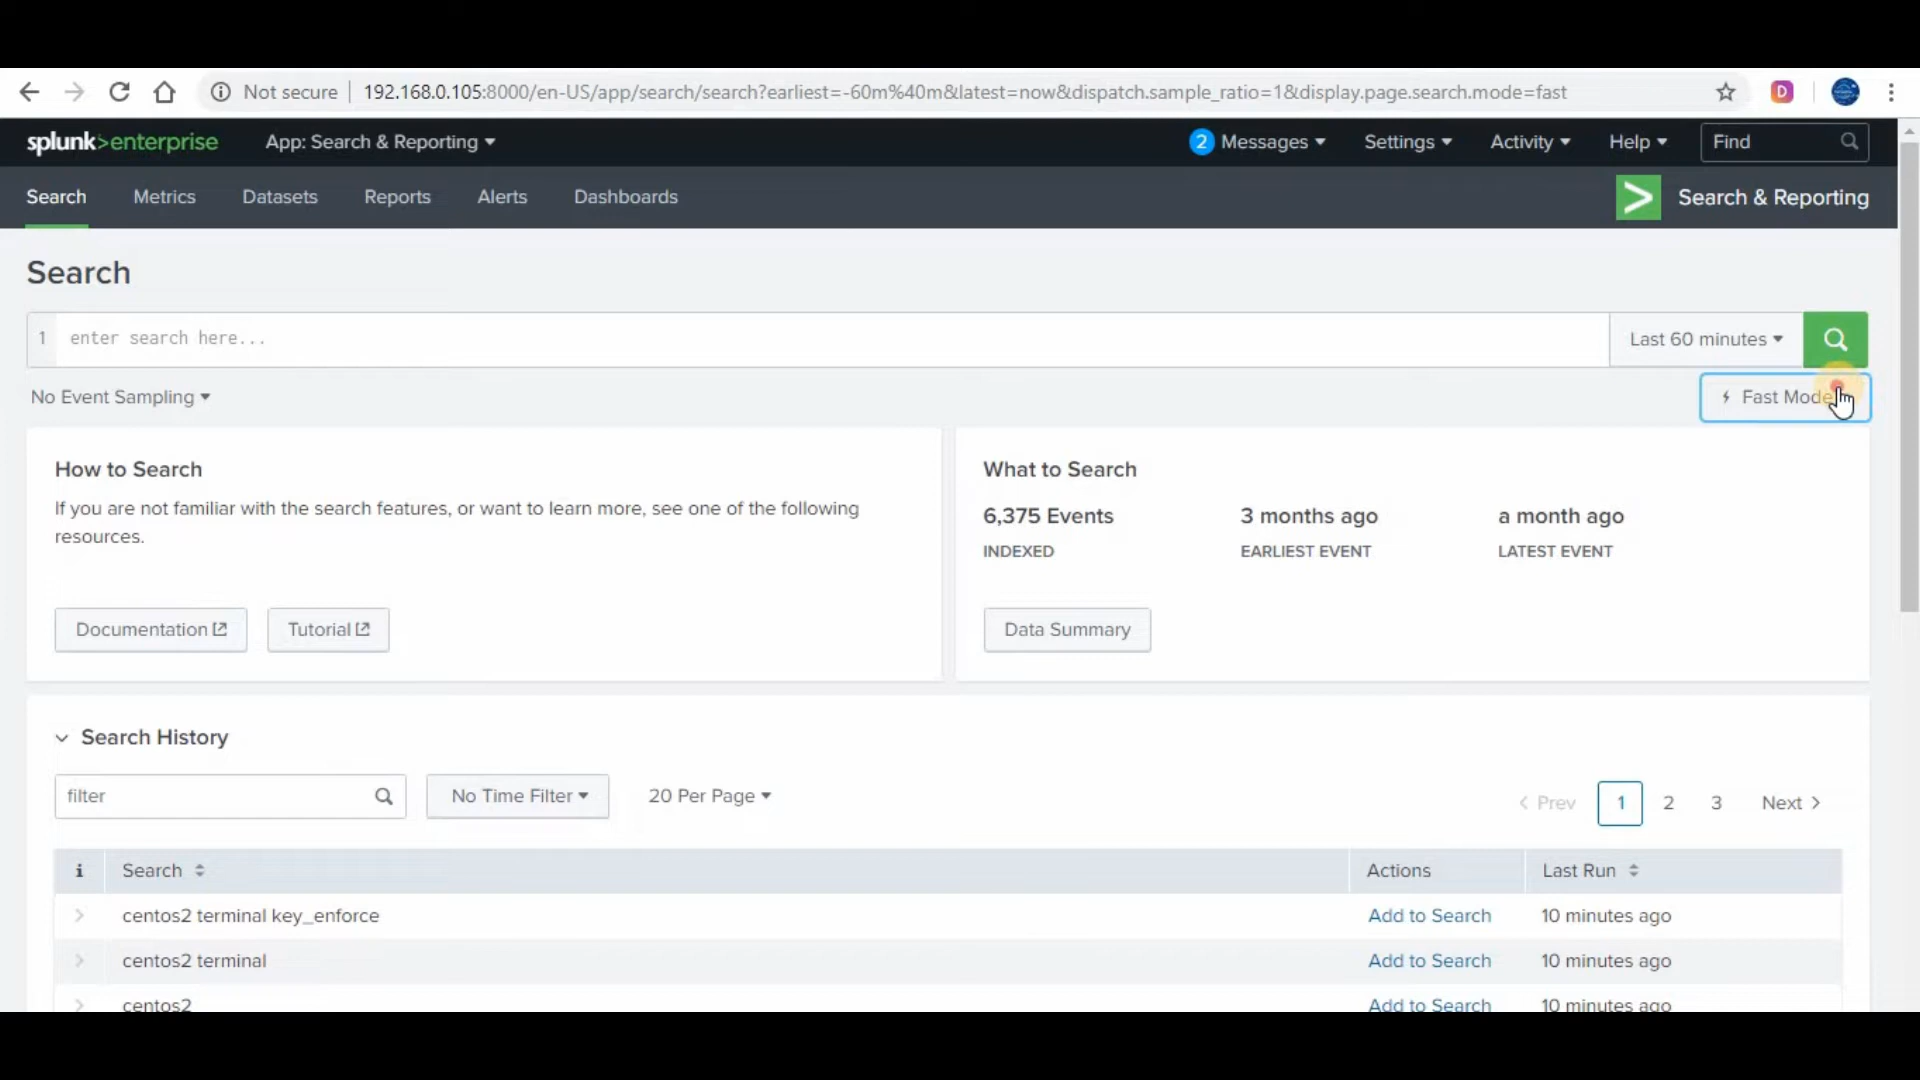 Not secure
192.168.0.105:8000/en-US/app/search/search?earliest=-60m%40m&latest=now&dispatch.sample_ratio=1&display.page.search.mode=fast
D
splunk>enterprise
App: Search & Reporting
2 Messages
Settings
Activity
Help
Find
Search
Metrics
Datasets
Reports
Alerts
Dashboards
Search & Reporting
Search
1
enter search here...
Last 60 minutes
No Event Sampling
Fast Mode
How to Search
If you are not familiar with the search features, or want to learn more, see one of the following
resources.
Documentation
Tutorial
What to Search
6,375 Events
3 months ago
a month ago
INDEXED
EARLIEST EVENT
LATEST EVENT
Data Summary
Search History
filter
No Time Filter
20 Per Page
< Prev
1
2
3
Next >
i
Search
Actions
Last Run
centos2 terminal key_enforce
Add to Search
10 minutes ago
centos2 terminal
Add to Search
10 minutes ago
centos2
Add to Search
10 minutes ago